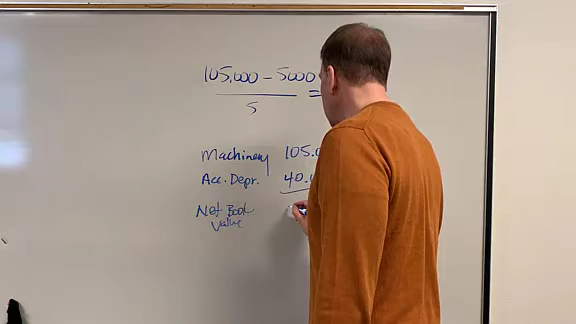 105,000 - 5000 =
5
Machinery 105.0
Acc. Depr. 40.
Net Book
Value